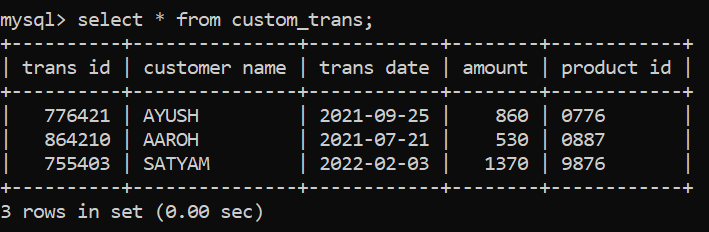 mysql> select * from custom_trans;
+----------+---------------+------------+--------+------------+
| trans id | customer name | trans date | amount | product id |
+----------+---------------+------------+--------+------------+
|   776421 | AYUSH         | 2021-09-25 |    860 | 0776       |
|   864210 | AAROH         | 2021-07-21 |    530 | 0887       |
|   755403 | SATYAM        | 2022-02-03 |   1370 | 9876       |
+----------+---------------+------------+--------+------------+
3 rows in set (0.00 sec)